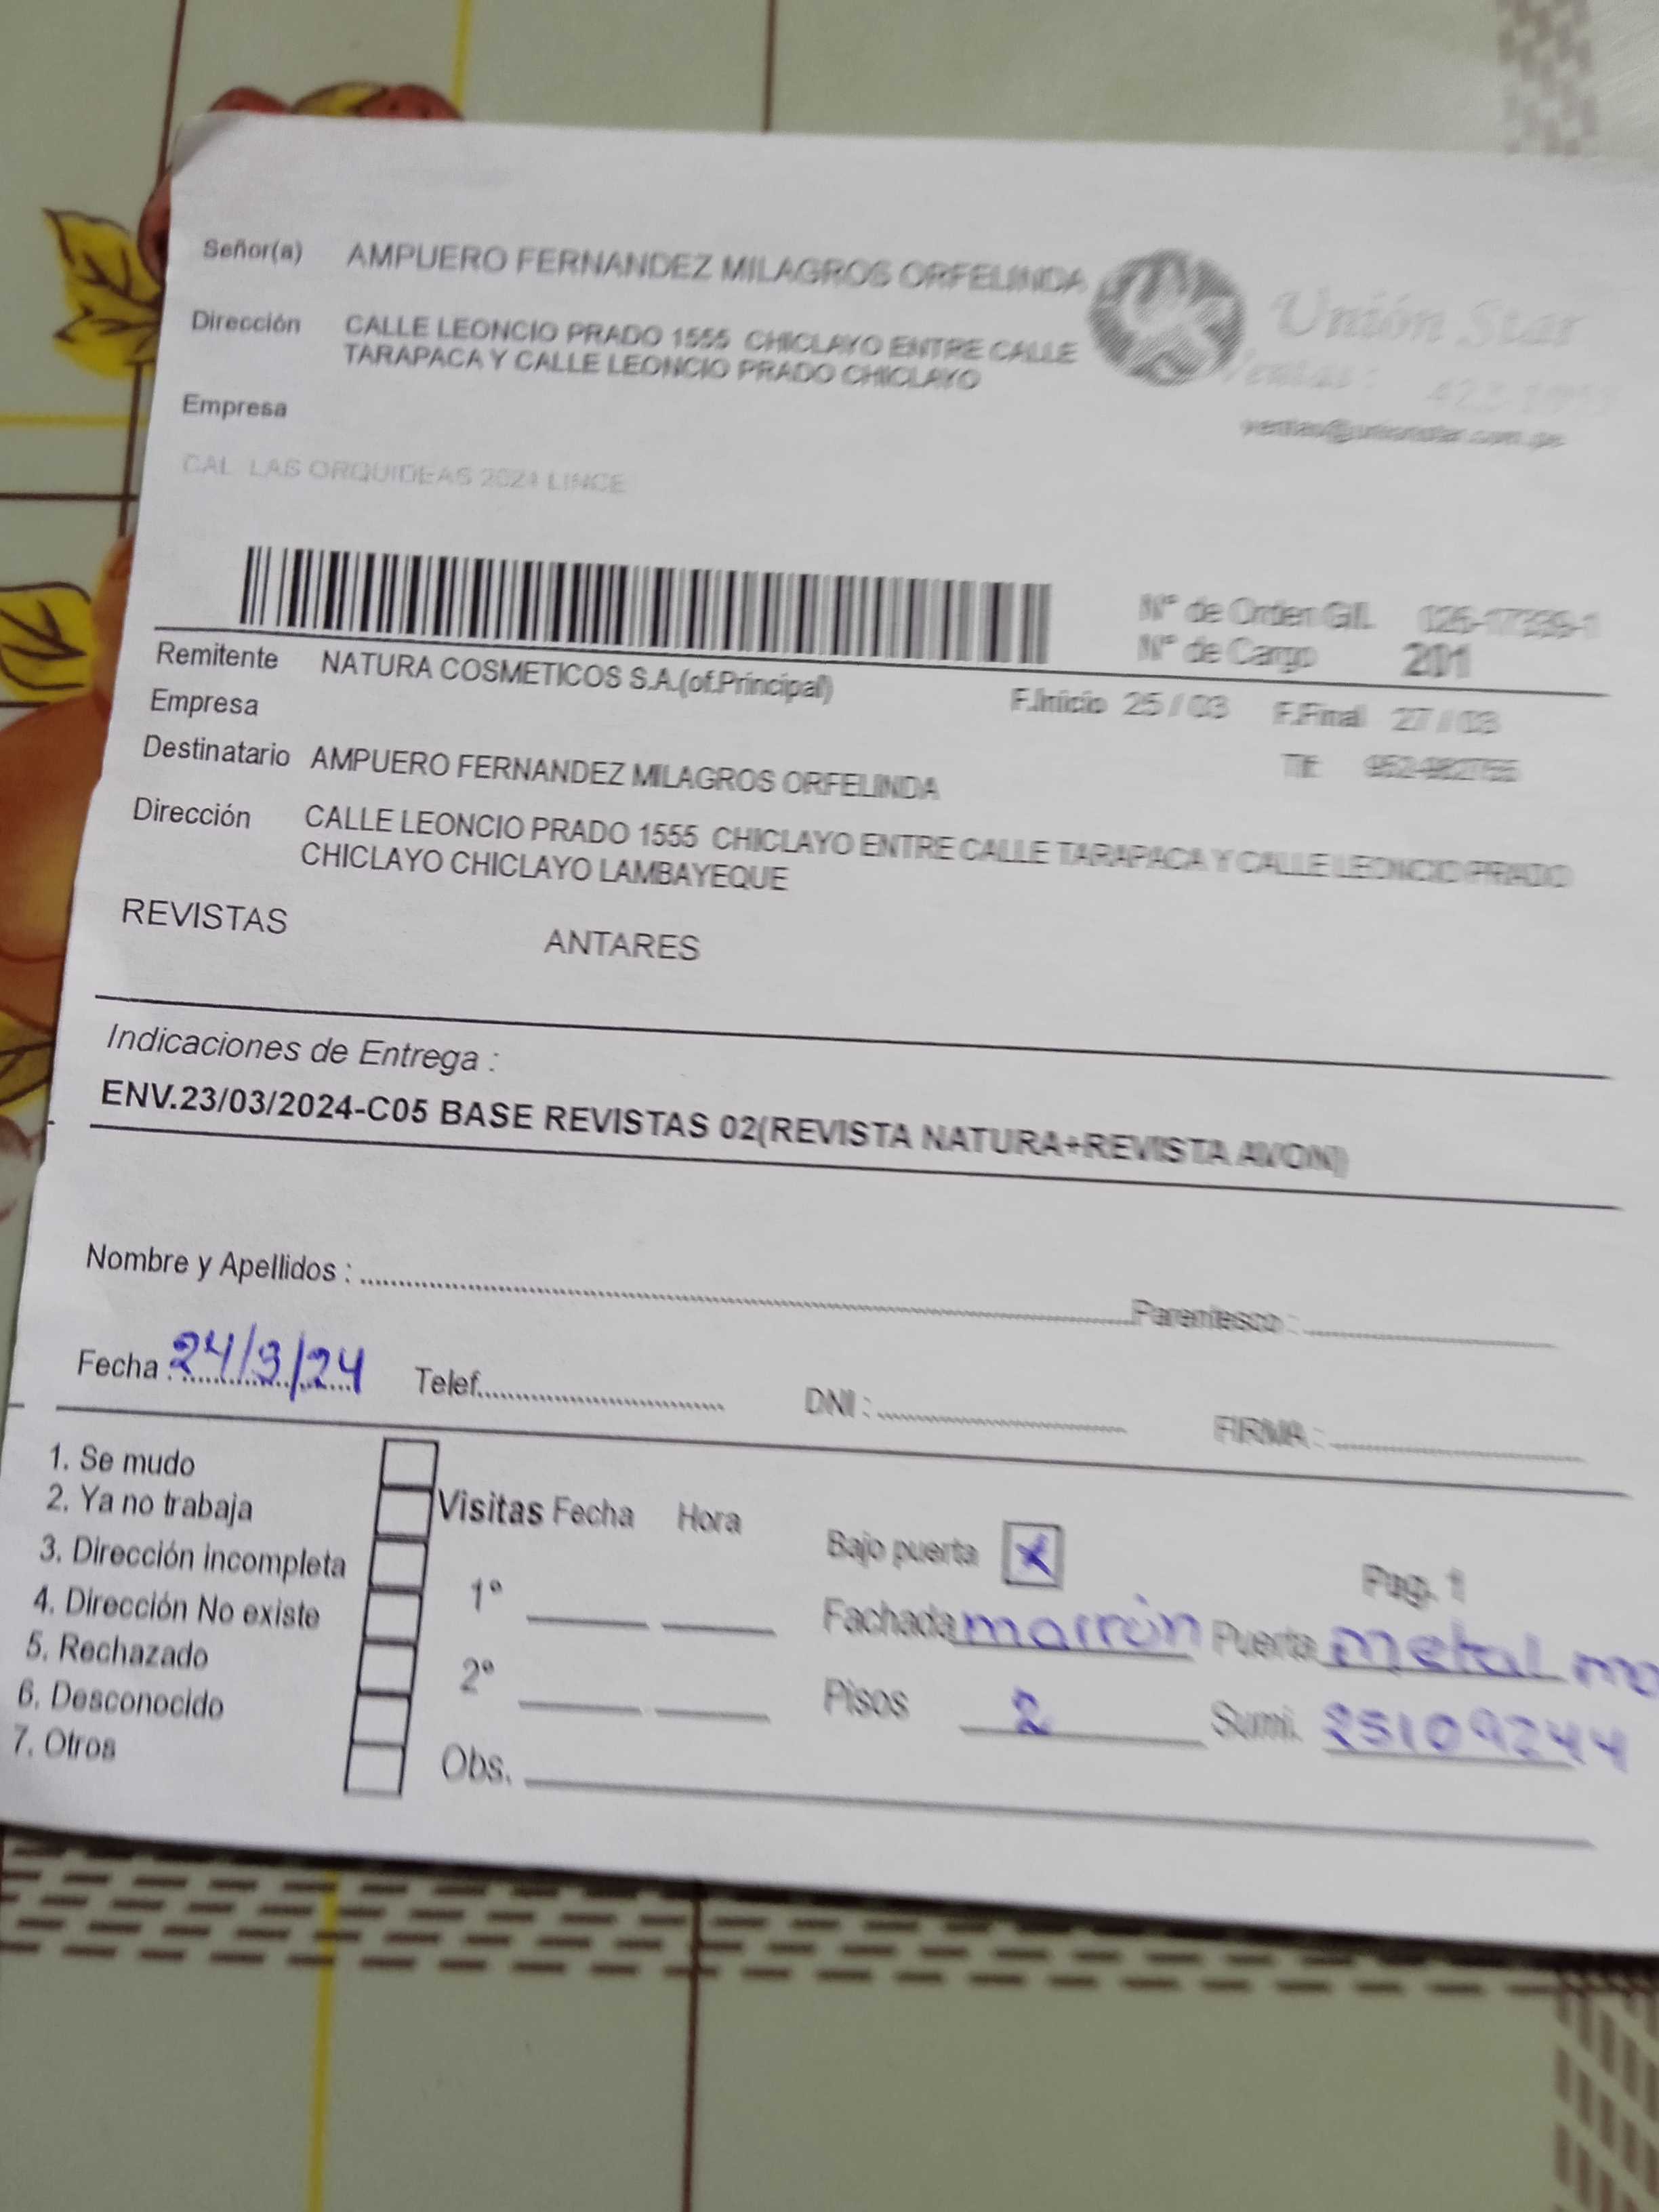 Señor(a) AMPUERO FERNANDEZ MILAGROS ORFELINDA
Unión Star
Dirección CALLE LEONCIO PRADO 1555 CHICLAYO ENTRE CALLE
TARAPACA Y CALLE LEONCIO PRADO CHICLAYO
Ventas:
ventas@unionstar.com.pe
Empresa
CAL LAS ORQUIDEAS 2024 LINCE
N° de Orden Gil.
N° de Cargo 201
Remitente NATURA COSMETICOS S.A.(of.Principal)
F.Inicio 25 / 03 F.Final 27 / 03
Empresa
Tlf:
Destinatario AMPUERO FERNANDEZ MILAGROS ORFELINDA
Dirección CALLE LEONCIO PRADO 1555 CHICLAYO ENTRE CALLE TARAPACA Y CALLE LEONCIO PRADO
CHICLAYO CHICLAYO LAMBAYEQUE
REVISTAS ANTARES
Indicaciones de Entrega :
ENV.23/03/2024-C05 BASE REVISTAS 02(REVISTA NATURA+REVISTA AVON)
Nombre y Apellidos : Parentesco :
Fecha : 24/3/24 Telef. DNI : FIRMA :
1. Se mudo
2. Ya no trabaja
3. Dirección incompleta
4. Dirección No existe
5. Rechazado
6. Desconocido
7. Otros
Visitas Fecha Hora
1°
2°
Obs.
Bajo puerta x
Pag. 1
Fachada marrón Puerta metal
Pisos 2 Sumi. 25109244